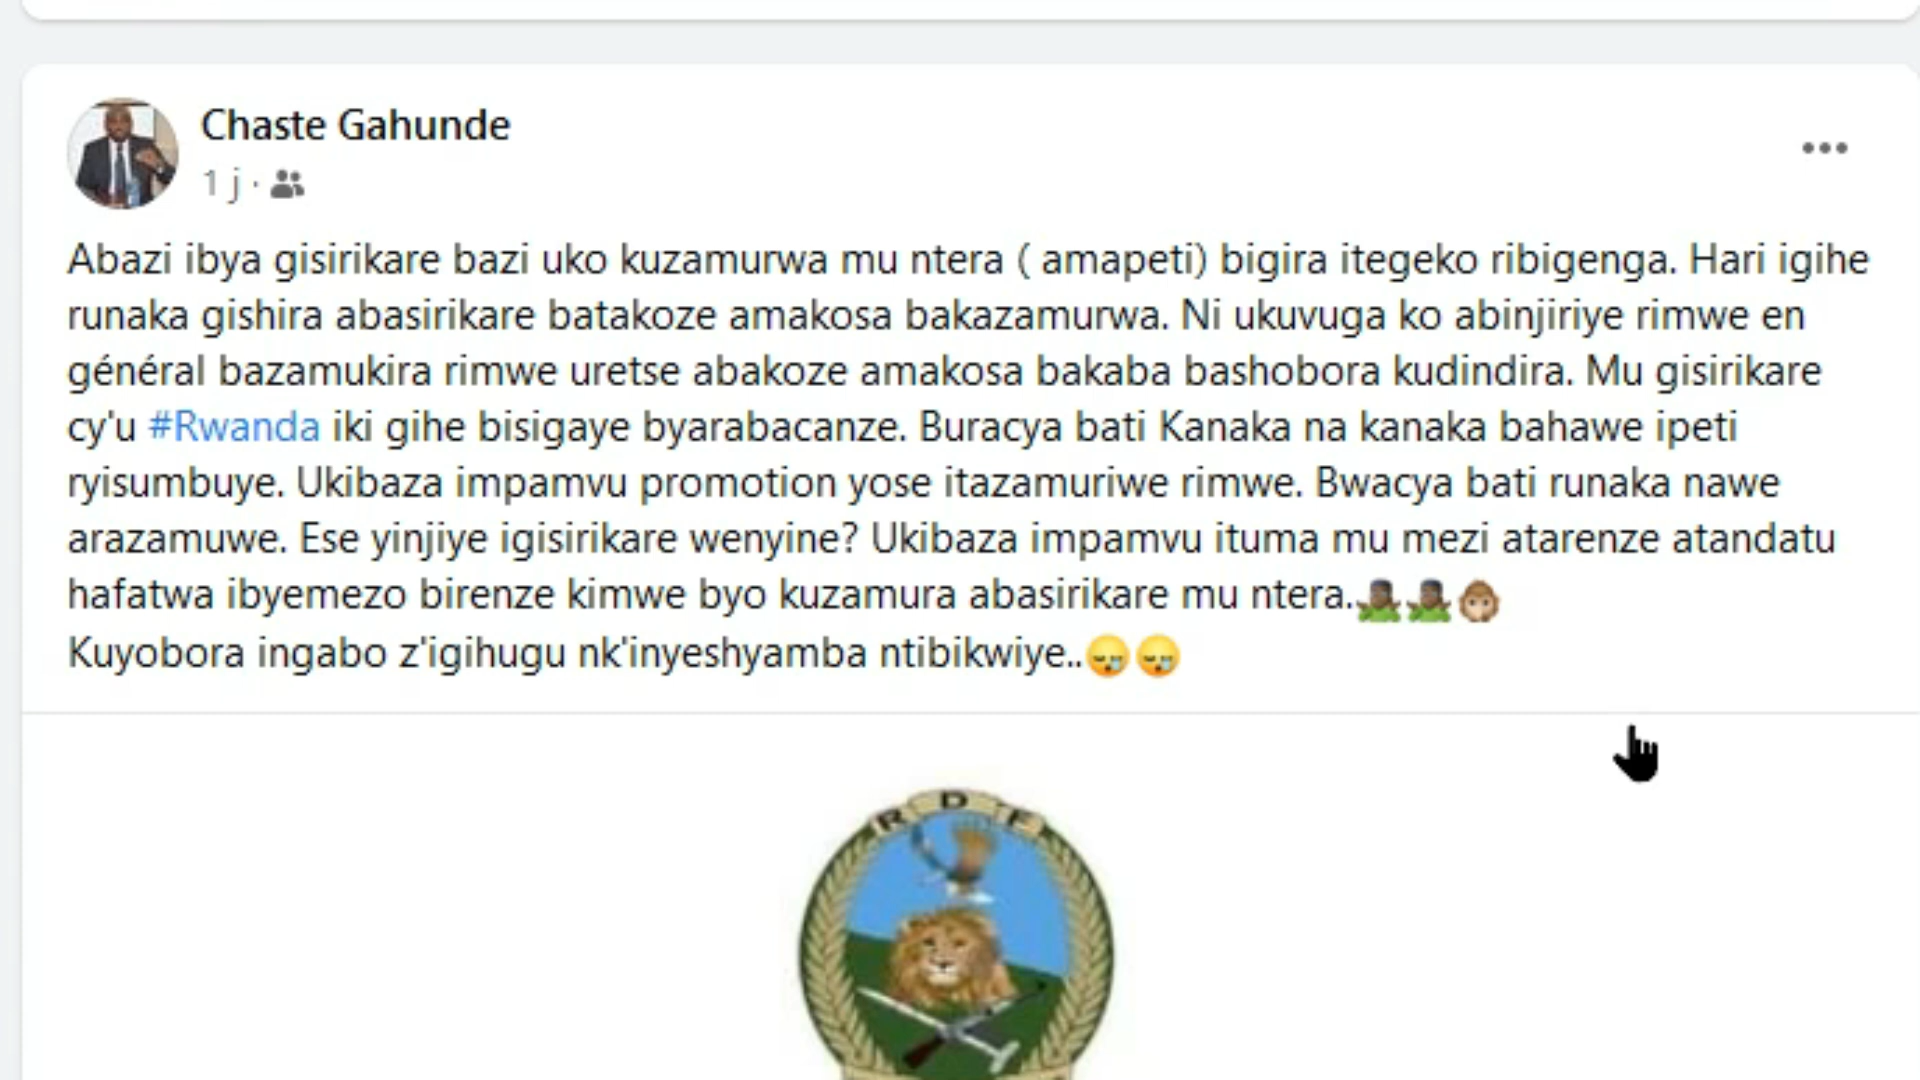 Chaste Gahunde
1 j ·
Abazi ibya gisirikare bazi uko kuzamurwa mu ntera ( amapeti) bigira itegeko ribigenga. Hari igihe
runaka gishira abasirikare batakoze amakosa bakazamurwa. Ni ukuvuga ko abinjiriye rimwe en
général bazamukira rimwe uretse abakoze amakosa bakaba bashobora kudindira. Mu gisirikare
cy'u #Rwanda iki gihe bisigaye byarabacanze. Buracya bati Kanaka na kanaka bahawe ipeti
ryisumbuye. Ukibaza impamvu promotion yose itazamuriwe rimwe. Bwacya bati runaka nawe
arazamuwe. Ese yinjiye igisirikare wenyine? Ukibaza impamvu ituma mu mezi atarenze atandatu
hafatwa ibyemezo birenze kimwe byo kuzamura abasirikare mu ntera.
Kuyobora ingabo z'igihugu nk'inyeshyamba ntibikwiye..
R D F